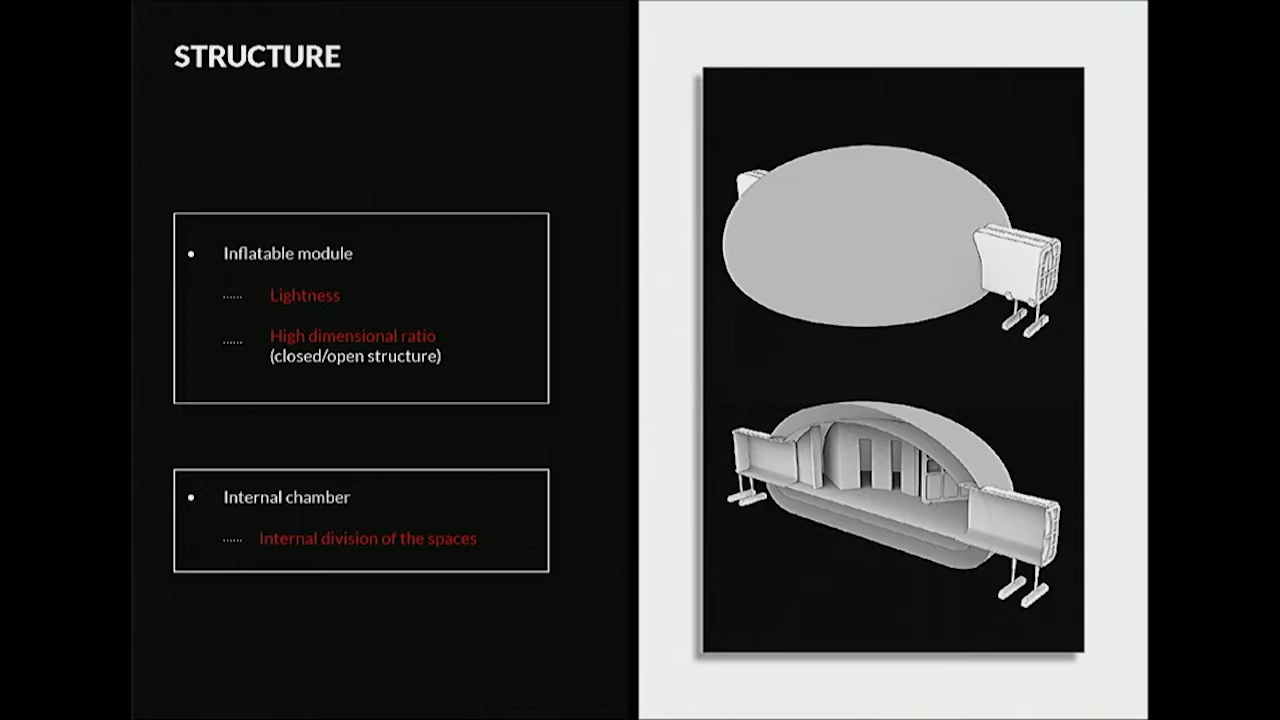 STRUCTURE
• Inflatable module
...... Lightness
...... High dimensional ratio
(closed/open structure)
• Internal chamber
...... Internal division of the spaces